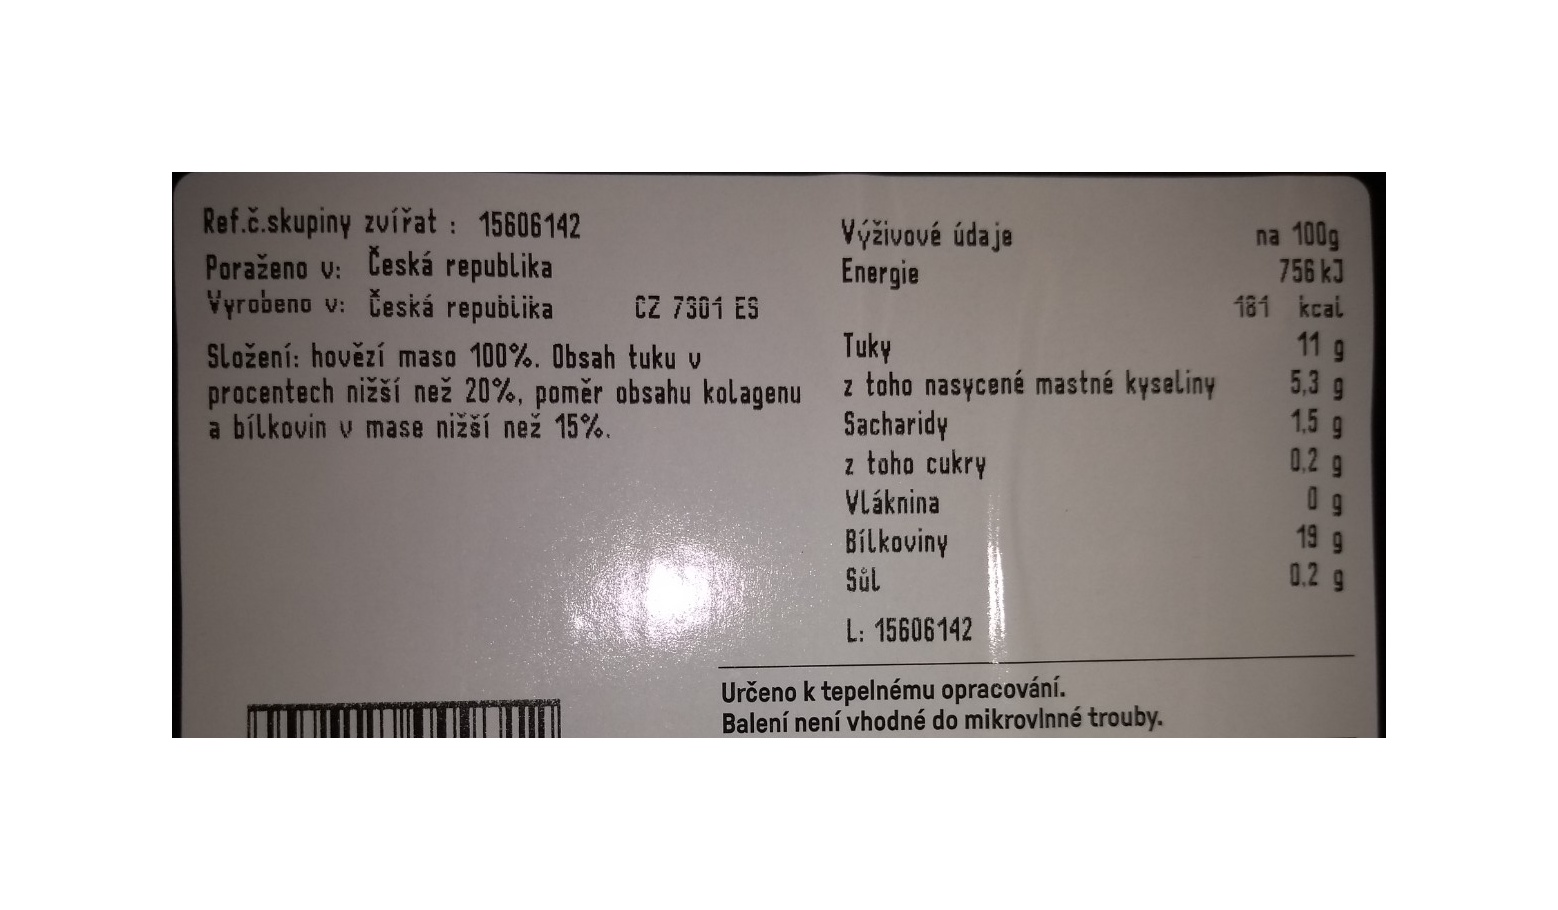 Ref.č.skupiny zvířat : 15606142
Poraženo v: Česká republika
Vyrobeno v: Česká republika CZ 7301 ES
Složení: hovězí maso 100%. Obsah tuku v
procentech nižší než 20%, poměr obsahu kolagenu
a bílkovin v mase nižší než 15%.
Výživové údaje na 100g
Energie 756 kJ
181 kcal
Tuky 11 g
z toho nasycené mastné kyseliny 5,3 g
Sacharidy 1,5 g
z toho cukry 0,2 g
Vláknina 0 g
Bílkoviny 19 g
Sůl 0,2 g
L: 15606142
Určeno k tepelnému opracování.
Balení není vhodné do mikrovlnné trouby.